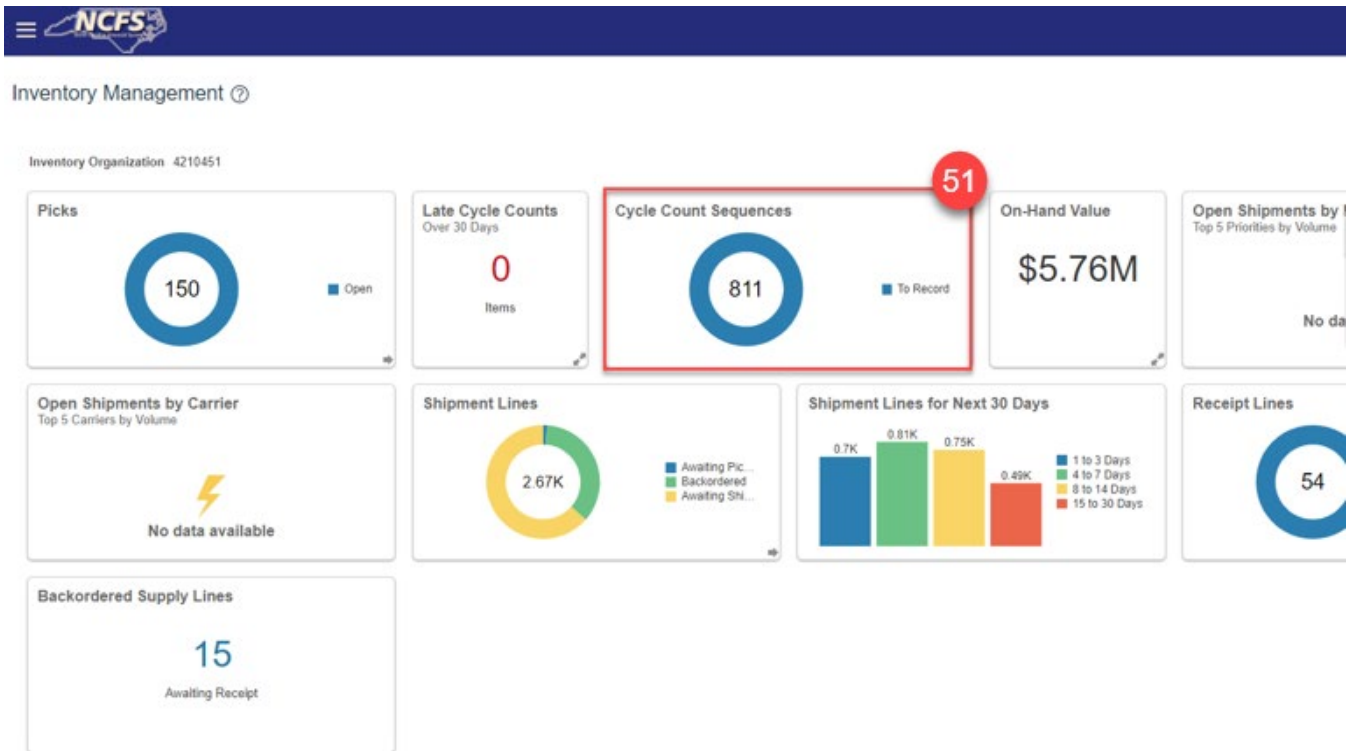 NCFS
Inventory Management
Inventory Organization 4210451
51
Picks
150
Open
Late Cycle Counts
Over 30 Days
0
Items
Cycle Count Sequences
811
To Record
On-Hand Value
$5.76M
Open Shipments by
Top 5 Priorities by Volume
No da
Open Shipments by Carrier
Top 5 Carriers by Volume
No data available
Shipment Lines
2.67K
Awaiting Pic...
Backordered
Awaiting Shi...
Shipment Lines for Next 30 Days
0.7K
0.81K
0.75K
0.49K
1 to 3 Days
4 to 7 Days
8 to 14 Days
15 to 30 Days
Receipt Lines
54
Backordered Supply Lines
15
Awaiting Receipt